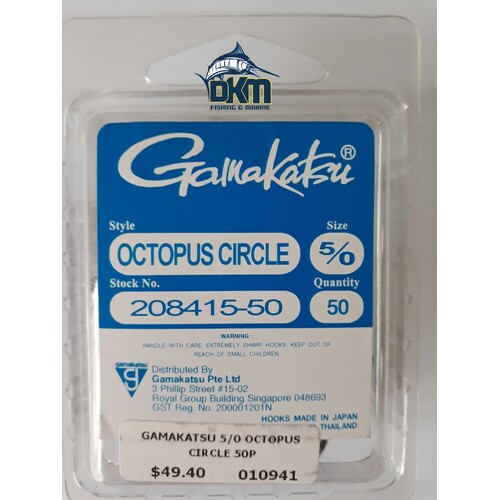 DKM
FISHING & MARINE
Gamakatsu®
Style
Size
OCTOPUS CIRCLE
5/0
Stock No.
Quantity
208415-50
50
WARNING :
HANDLE WITH CARE. EXTREMELY SHARP HOOKS. KEEP OUT OF
REACH OF SMALL CHILDREN.
Gamakatsu
Distributed By
Gamakatsu Pte Ltd
3 Phillip Street #15-02
Royal Group Building Singapore 048693
GST Reg. No. 200001201N
HOOKS MADE IN JAPAN
THAILAND
GAMAKATSU 5/0 OCTOPUS
CIRCLE 50P
$49.40 010941